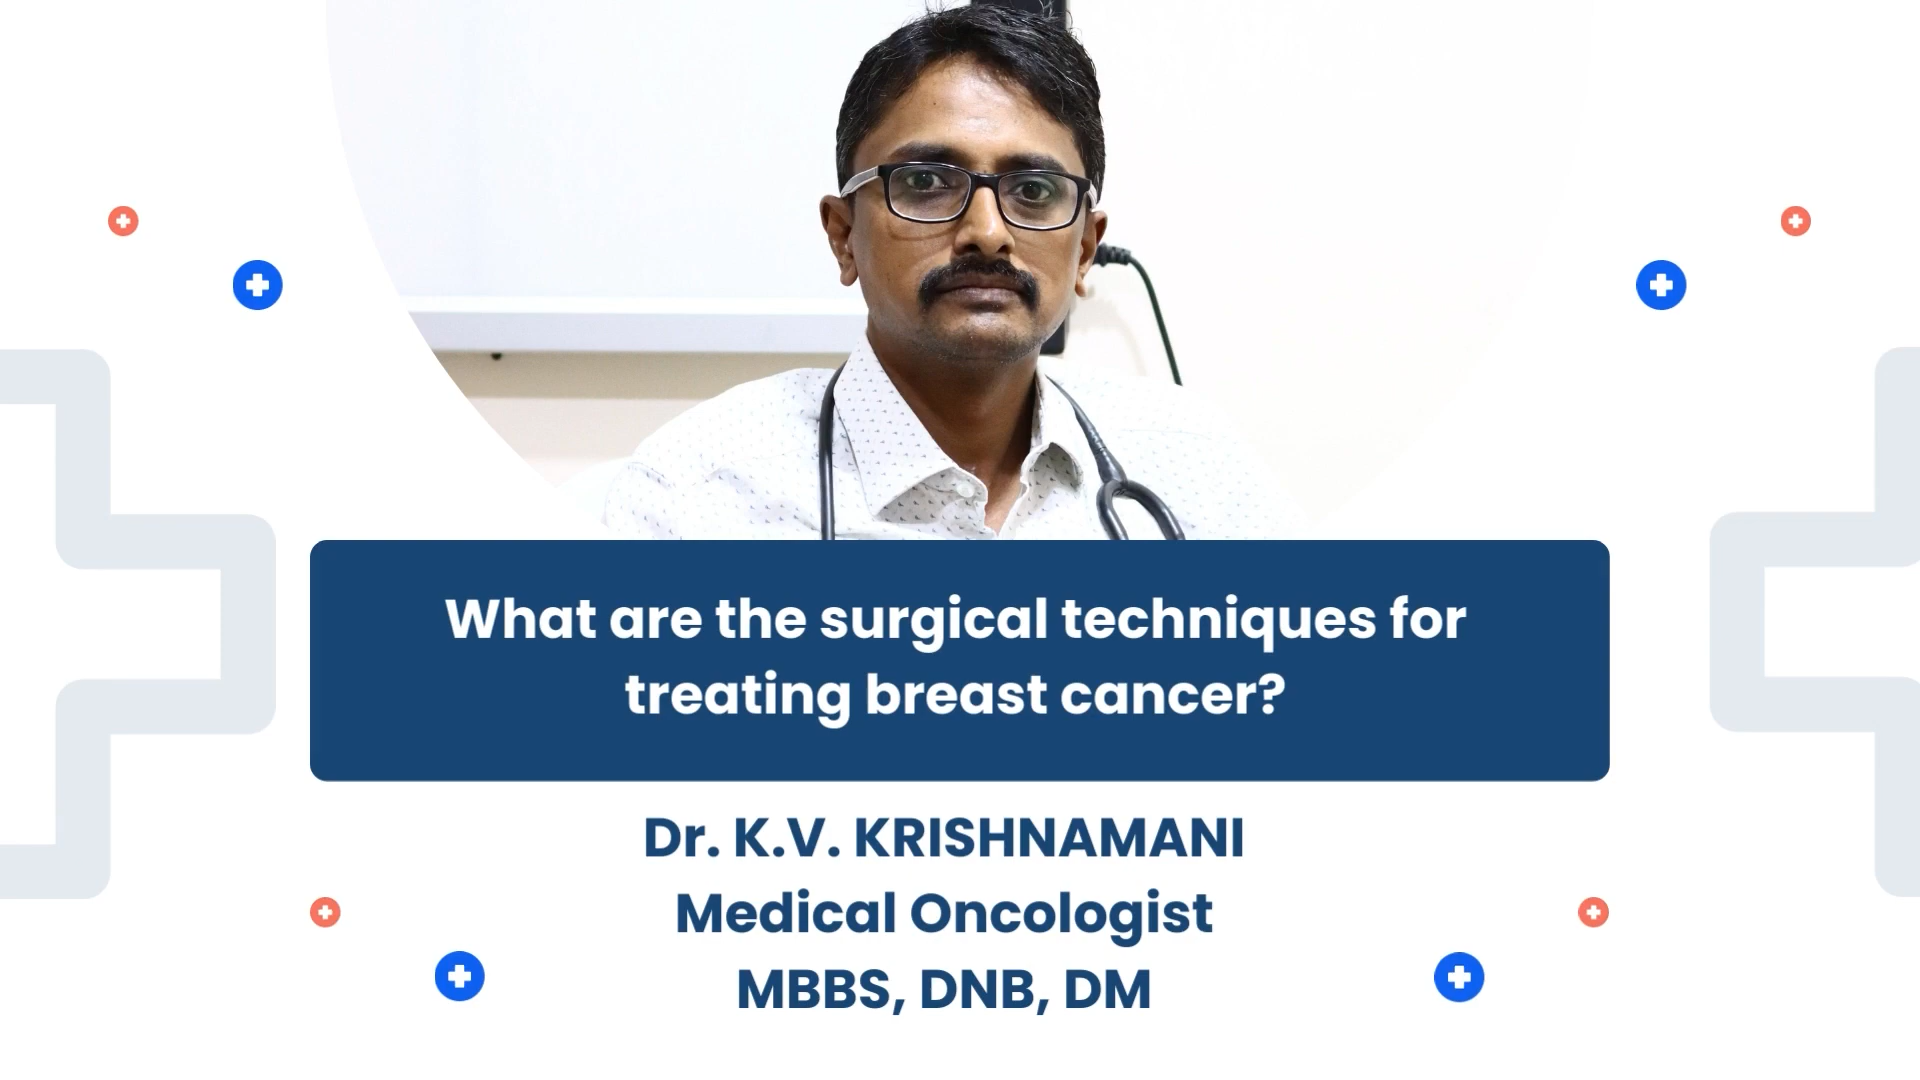 What are the surgical techniques for
treating breast cancer?
Dr. K.V. KRISHNAMANI
Medical Oncologist
MBBS, DNB, DM